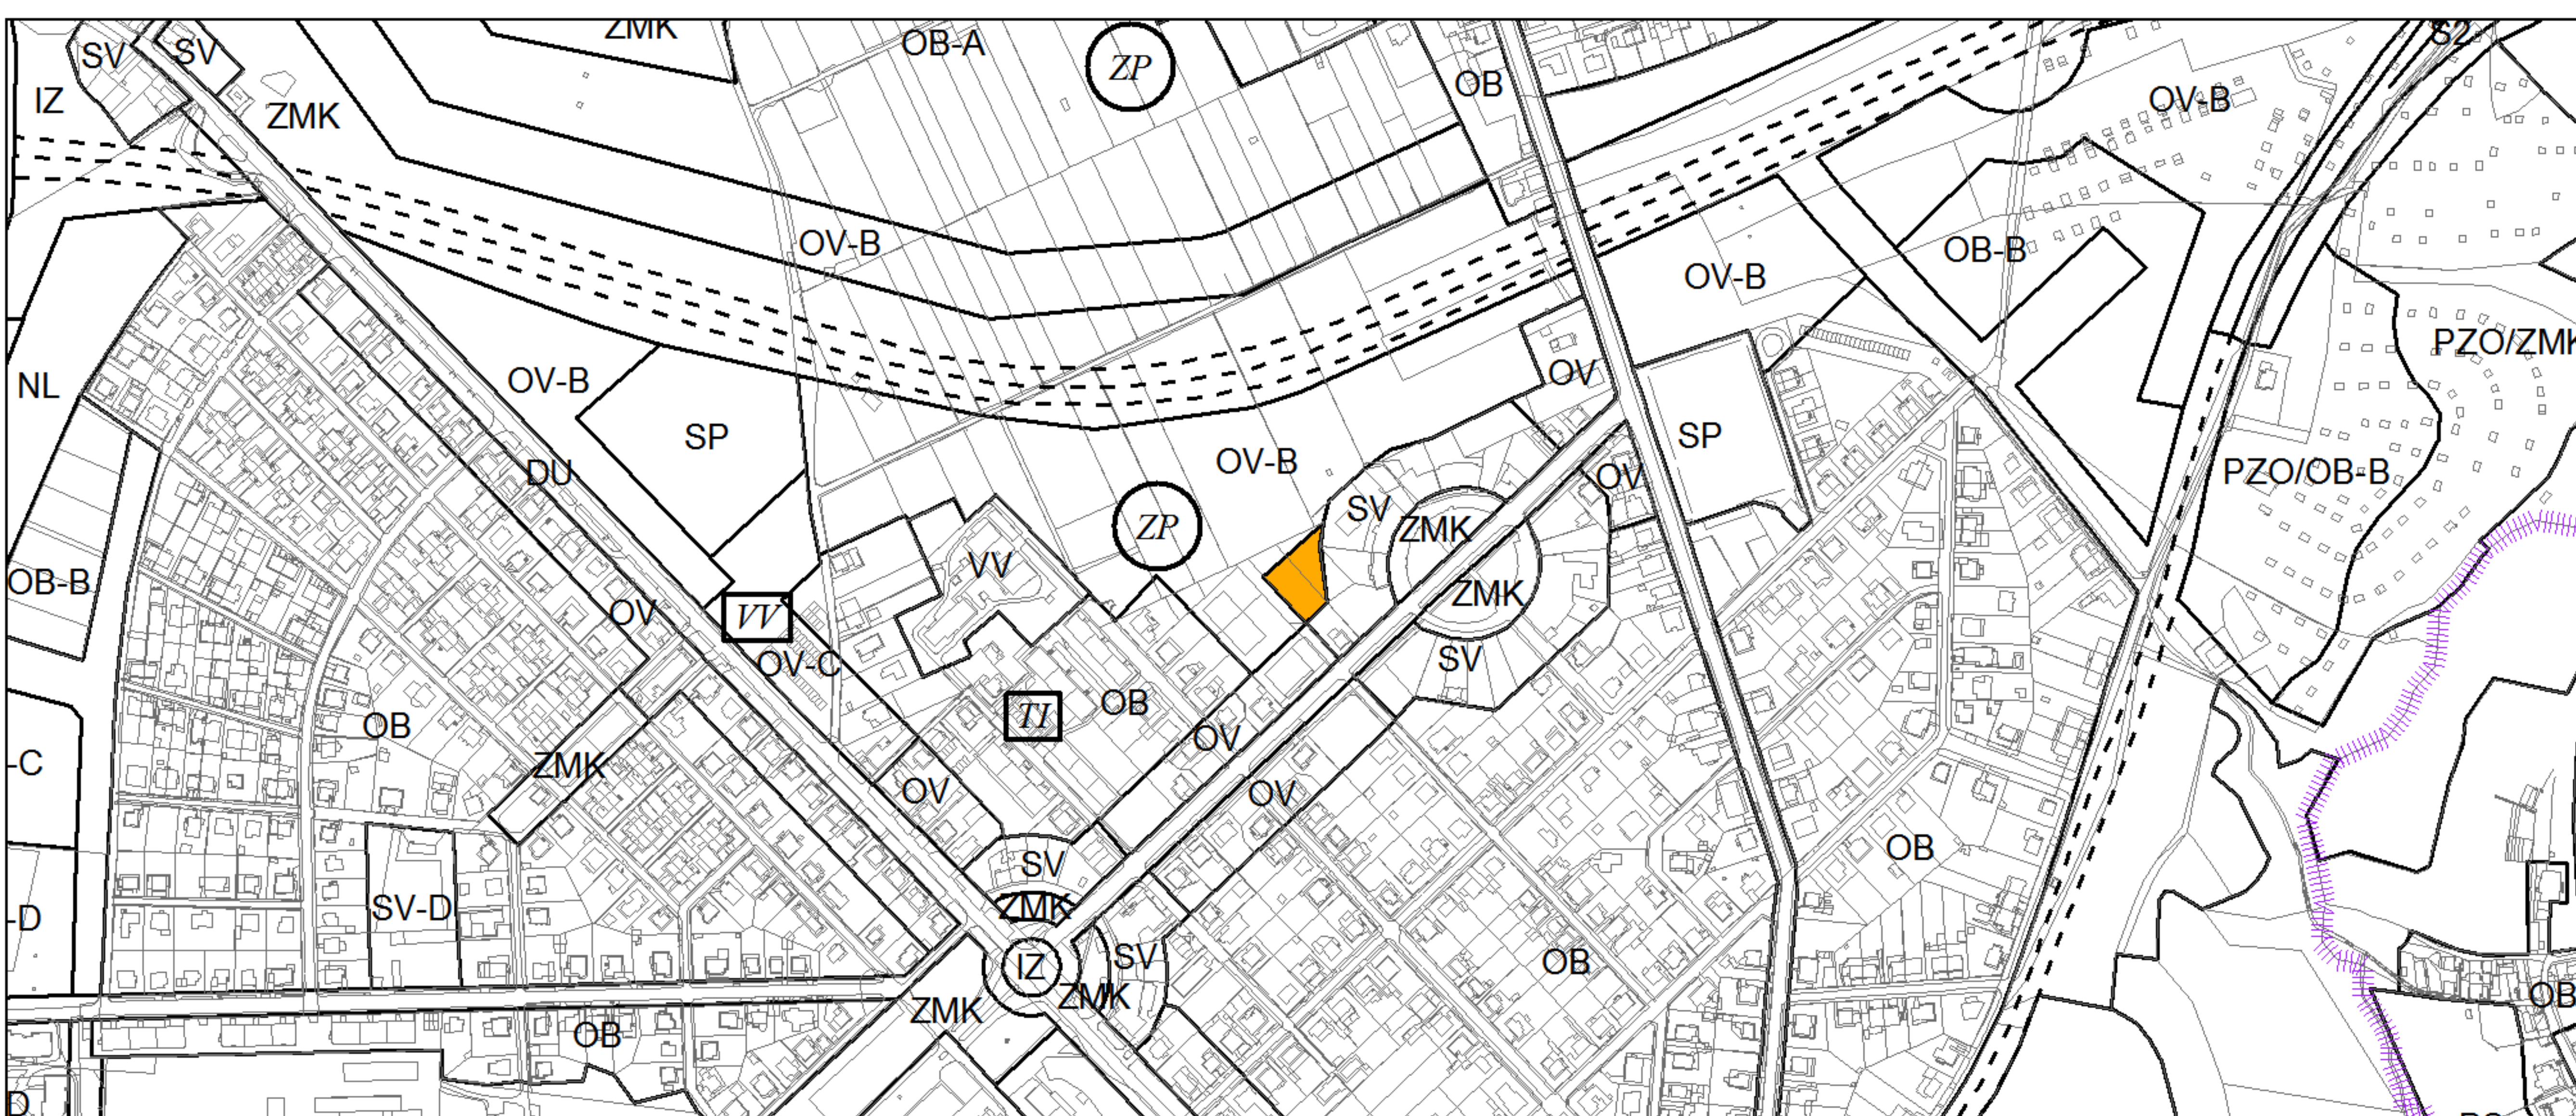 ZMK
S2
SV
SV
OB-A
ZP
OB
IZ
ZMK
OV-B
OV-B
OB-B
OV-B
PZO/ZMK
NL
OV-B
OV
SP
SP
OV-B
DU
OV
PZO/OB-B
SV
ZMK
ZP
VV
OB-B
ZMK
OV
VV
OV-C
SV
OB
TI
OB
OV
-C
ZMK
OV
OV
OB
SV
SV-D
ZMK
-D
SV
IZ
OB
ZMK
ZMK
OB
OB
D